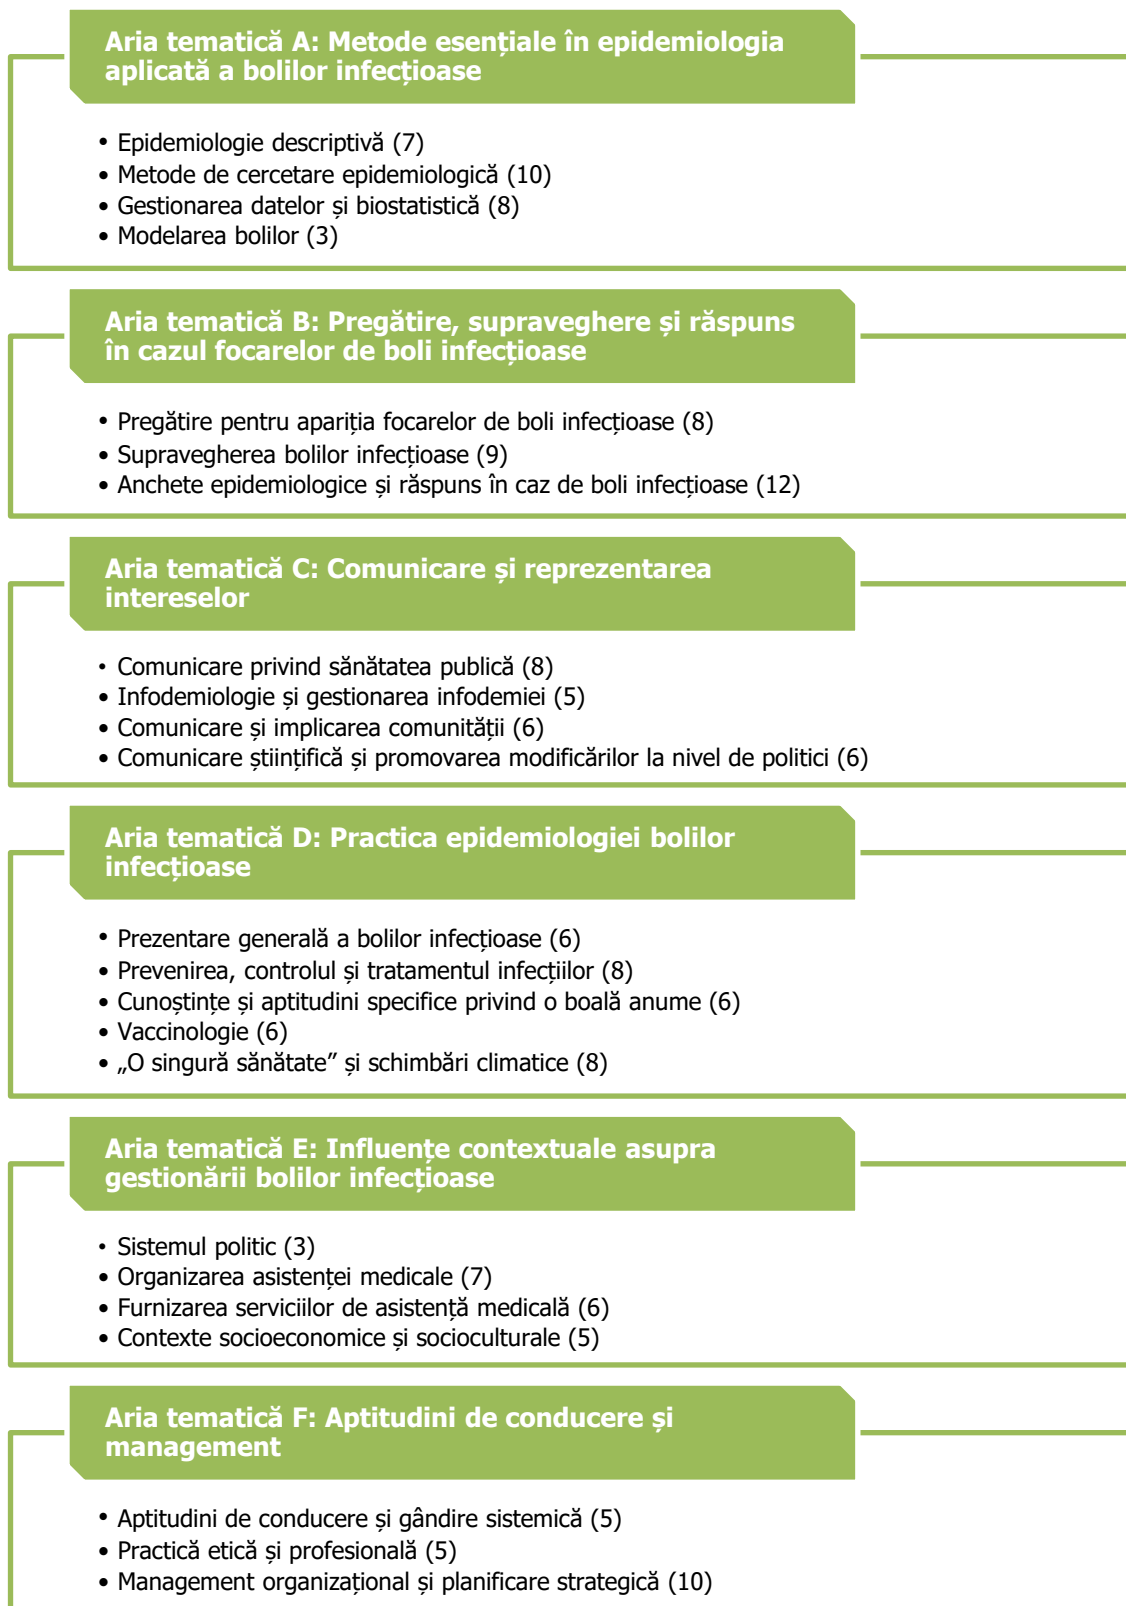 Aria tematică A: Metode esențiale în epidemiologia
aplicată a bolilor infecțioase
• Epidemiologie descriptivă (7)
• Metode de cercetare epidemiologică (10)
• Gestionarea datelor și biostatistică (8)
• Modelarea bolilor (3)
Aria tematică B: Pregătire, supraveghere și răspuns
în cazul focarelor de boli infecțioase
• Pregătire pentru apariția focarelor de boli infecțioase (8)
• Supravegherea bolilor infecțioase (9)
• Anchete epidemiologice și răspuns în caz de boli infecțioase (12)
Aria tematică C: Comunicare și reprezentarea
intereselor
• Comunicare privind sănătatea publică (8)
• Infodemiologie și gestionarea infodemiei (5)
• Comunicare și implicarea comunității (6)
• Comunicare științifică și promovarea modificărilor la nivel de politici (6)
Aria tematică D: Practica epidemiologiei bolilor
infecțioase
• Prezentare generală a bolilor infecțioase (6)
• Prevenirea, controlul și tratamentul infecțiilor (8)
• Cunoștințe și aptitudini specifice privind o boală anume (6)
• Vaccinologie (6)
• „O singură sănătate” și schimbări climatice (8)
Aria tematică E: Influențe contextuale asupra
gestionării bolilor infecțioase
• Sistemul politic (3)
• Organizarea asistenței medicale (7)
• Furnizarea serviciilor de asistență medicală (6)
• Contexte socioeconomice și socioculturale (5)
Aria tematică F: Aptitudini de conducere și
management
• Aptitudini de conducere și gândire sistemică (5)
• Practică etică și profesională (5)
• Management organizațional și planificare strategică (10)